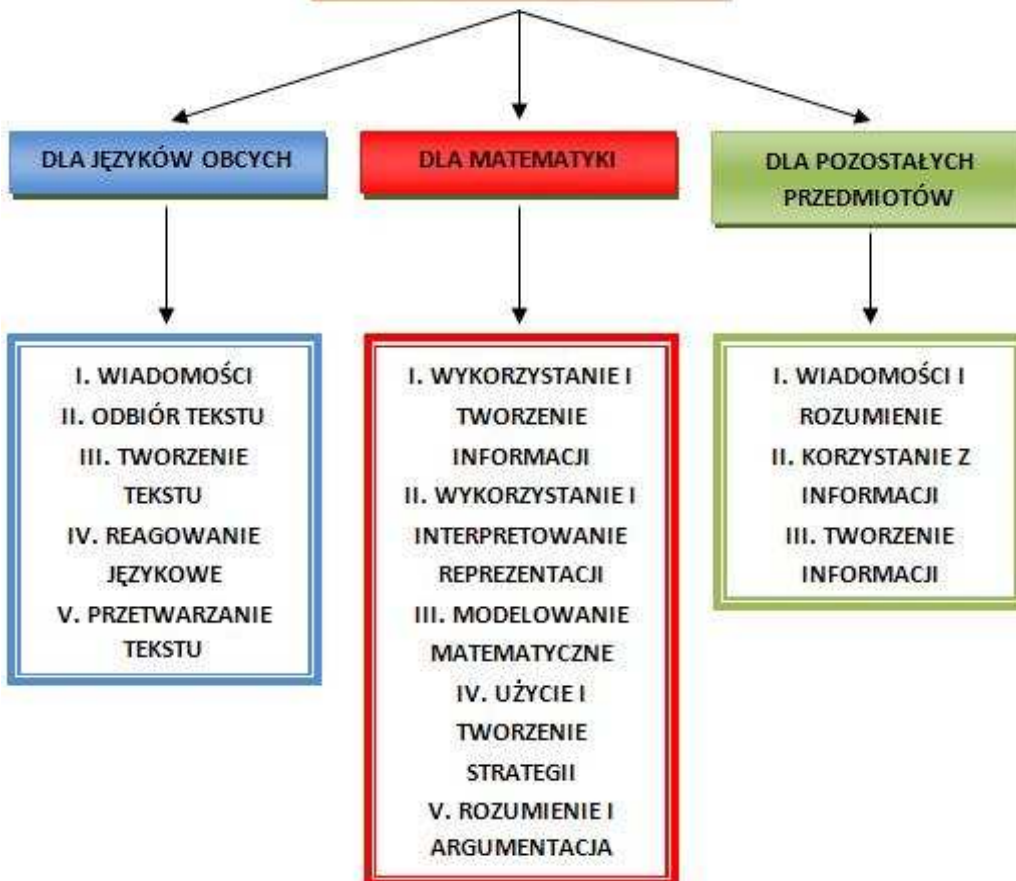 DLA JĘZYKÓW OBCYCH
DLA MATEMATYKI
DLA POZOSTAŁYCH
PRZEDMIOTÓW
I. WIADOMOŚCI
II. ODBIÓR TEKSTU
III. TWORZENIE
TEKSTU
IV. REAGOWANIE
JĘZYKOWE
V. PRZETWARZANIE
TEKSTU
I. WYKORZYSTANIE I
TWORZENIE
INFORMACJI
II. WYKORZYSTANIE I
INTERPRETOWANIE
REPREZENTACJI
III. MODELOWANIE
MATEMATYCZNE
IV. UŻYCIE I
TWORZENIE
STRATEGII
V. ROZUMIENIE I
ARGUMENTACJA
I. WIADOMOŚCI I
ROZUMIENIE
II. KORZYSTANIE Z
INFORMACJI
III. TWORZENIE
INFORMACJI